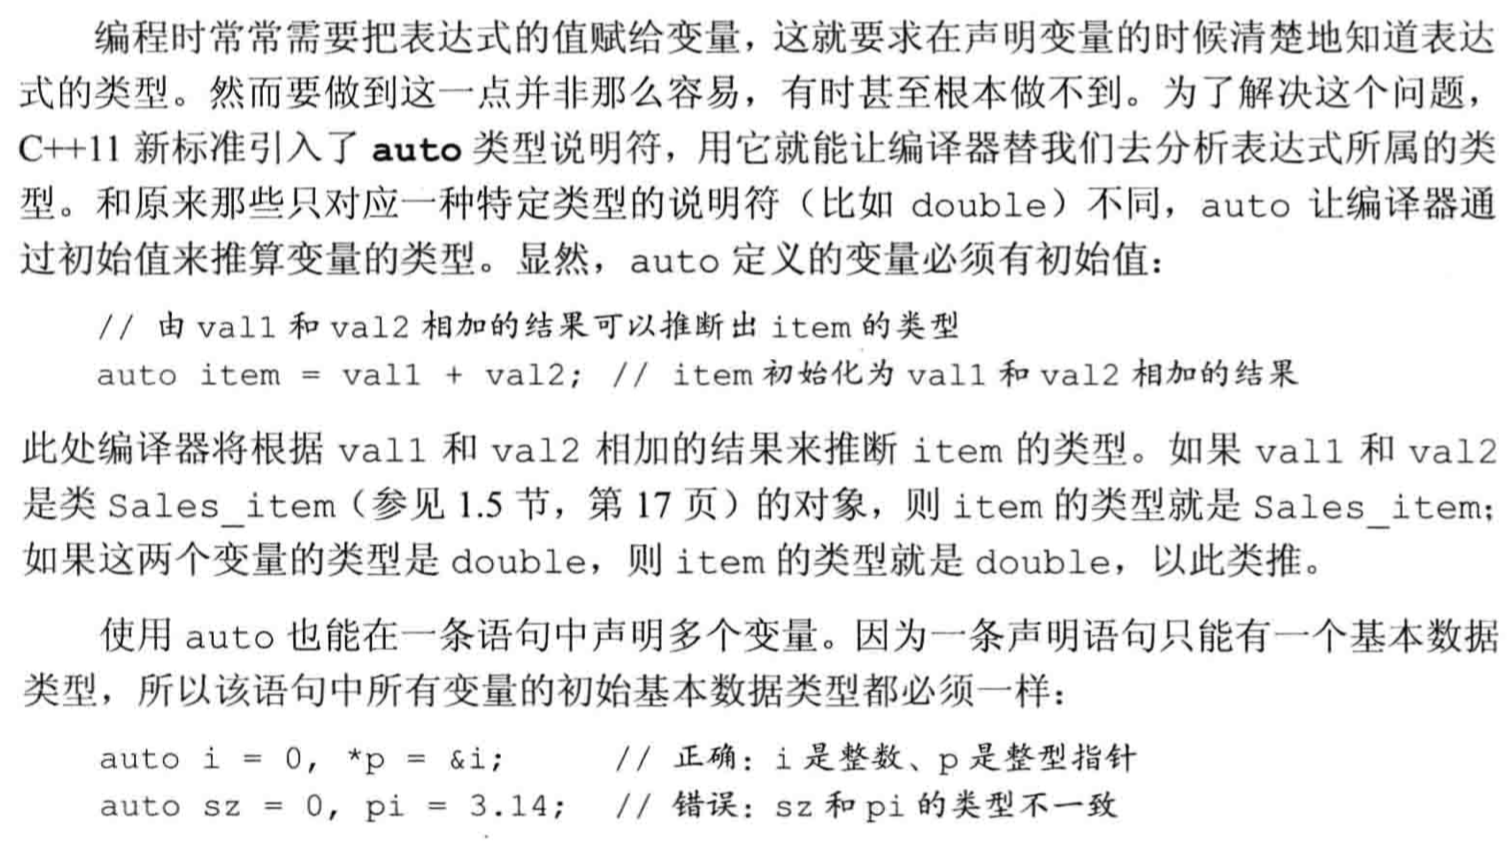 编程时常常需要把表达式的值赋给变量，这就要求在声明变量的时候清楚地知道表达
式的类型。然而要做到这一点并非那么容易，有时甚至根本做不到。为了解决这个问题，
C++11 新标准引入了 auto 类型说明符，用它就能让编译器替我们去分析表达式所属的类
型。和原来那些只对应一种特定类型的说明符（比如 double）不同，auto 让编译器通
过初始值来推算变量的类型。显然，auto 定义的变量必须有初始值：
// 由 val1 和 val2 相加的结果可以推断出 item 的类型
auto item = val1 + val2; // item 初始化为 val1 和 val2 相加的结果
此处编译器将根据 val1 和 val2 相加的结果来推断 item 的类型。如果 val1 和 val2
是类 Sales_item（参见 1.5 节，第 17 页）的对象，则 item 的类型就是 Sales_item；
如果这两个变量的类型是 double，则 item 的类型就是 double，以此类推。
使用 auto 也能在一条语句中声明多个变量。因为一条声明语句只能有一个基本数据
类型，所以该语句中所有变量的初始基本数据类型都必须一样：
auto i = 0, *p = &i; // 正确：i 是整数、p 是整型指针
auto sz = 0, pi = 3.14; // 错误：sz 和 pi 的类型不一致